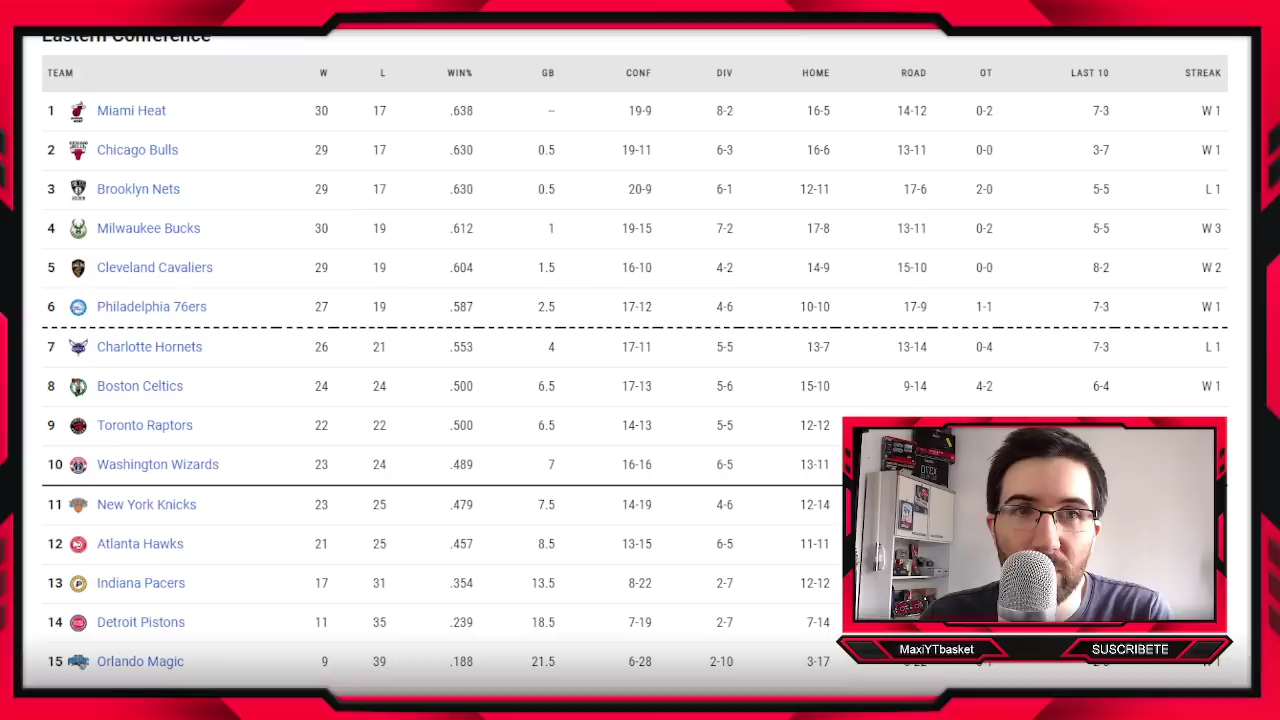 Eastern Conference
TEAM W L WIN% GB CONF DIV HOME ROAD OT LAST 10 STREAK
1 Miami Heat 30 17 .638 -- 19-9 8-2 16-5 14-12 0-2 7-3 W 1
2 Chicago Bulls 29 17 .630 0.5 19-11 6-3 16-6 13-11 0-0 3-7 W 1
3 Brooklyn Nets 29 17 .630 0.5 20-9 6-1 12-11 17-6 2-0 5-5 L 1
4 Milwaukee Bucks 30 19 .612 1 19-15 7-2 17-8 13-11 0-2 5-5 W 3
5 Cleveland Cavaliers 29 19 .604 1.5 16-10 4-2 14-9 15-10 0-0 8-2 W 2
6 Philadelphia 76ers 27 19 .587 2.5 17-12 4-6 10-10 17-9 1-1 7-3 W 1
7 Charlotte Hornets 26 21 .553 4 17-11 5-5 13-7 13-14 0-4 7-3 L 1
8 Boston Celtics 24 24 .500 6.5 17-13 5-6 15-10 9-14 4-2 6-4 W 1
9 Toronto Raptors 22 22 .500 6.5 14-13 5-5 12-12
10 Washington Wizards 23 24 .489 7 16-16 6-5 13-11
11 New York Knicks 23 25 .479 7.5 14-19 4-6 12-14
12 Atlanta Hawks 21 25 .457 8.5 13-15 6-5 11-11
13 Indiana Pacers 17 31 .354 13.5 8-22 2-7 12-12
14 Detroit Pistons 11 35 .239 18.5 7-19 2-7 7-14
15 Orlando Magic 9 39 .188 21.5 6-28 2-10 3-17
MaxiYTbasket
SUSCRIBETE